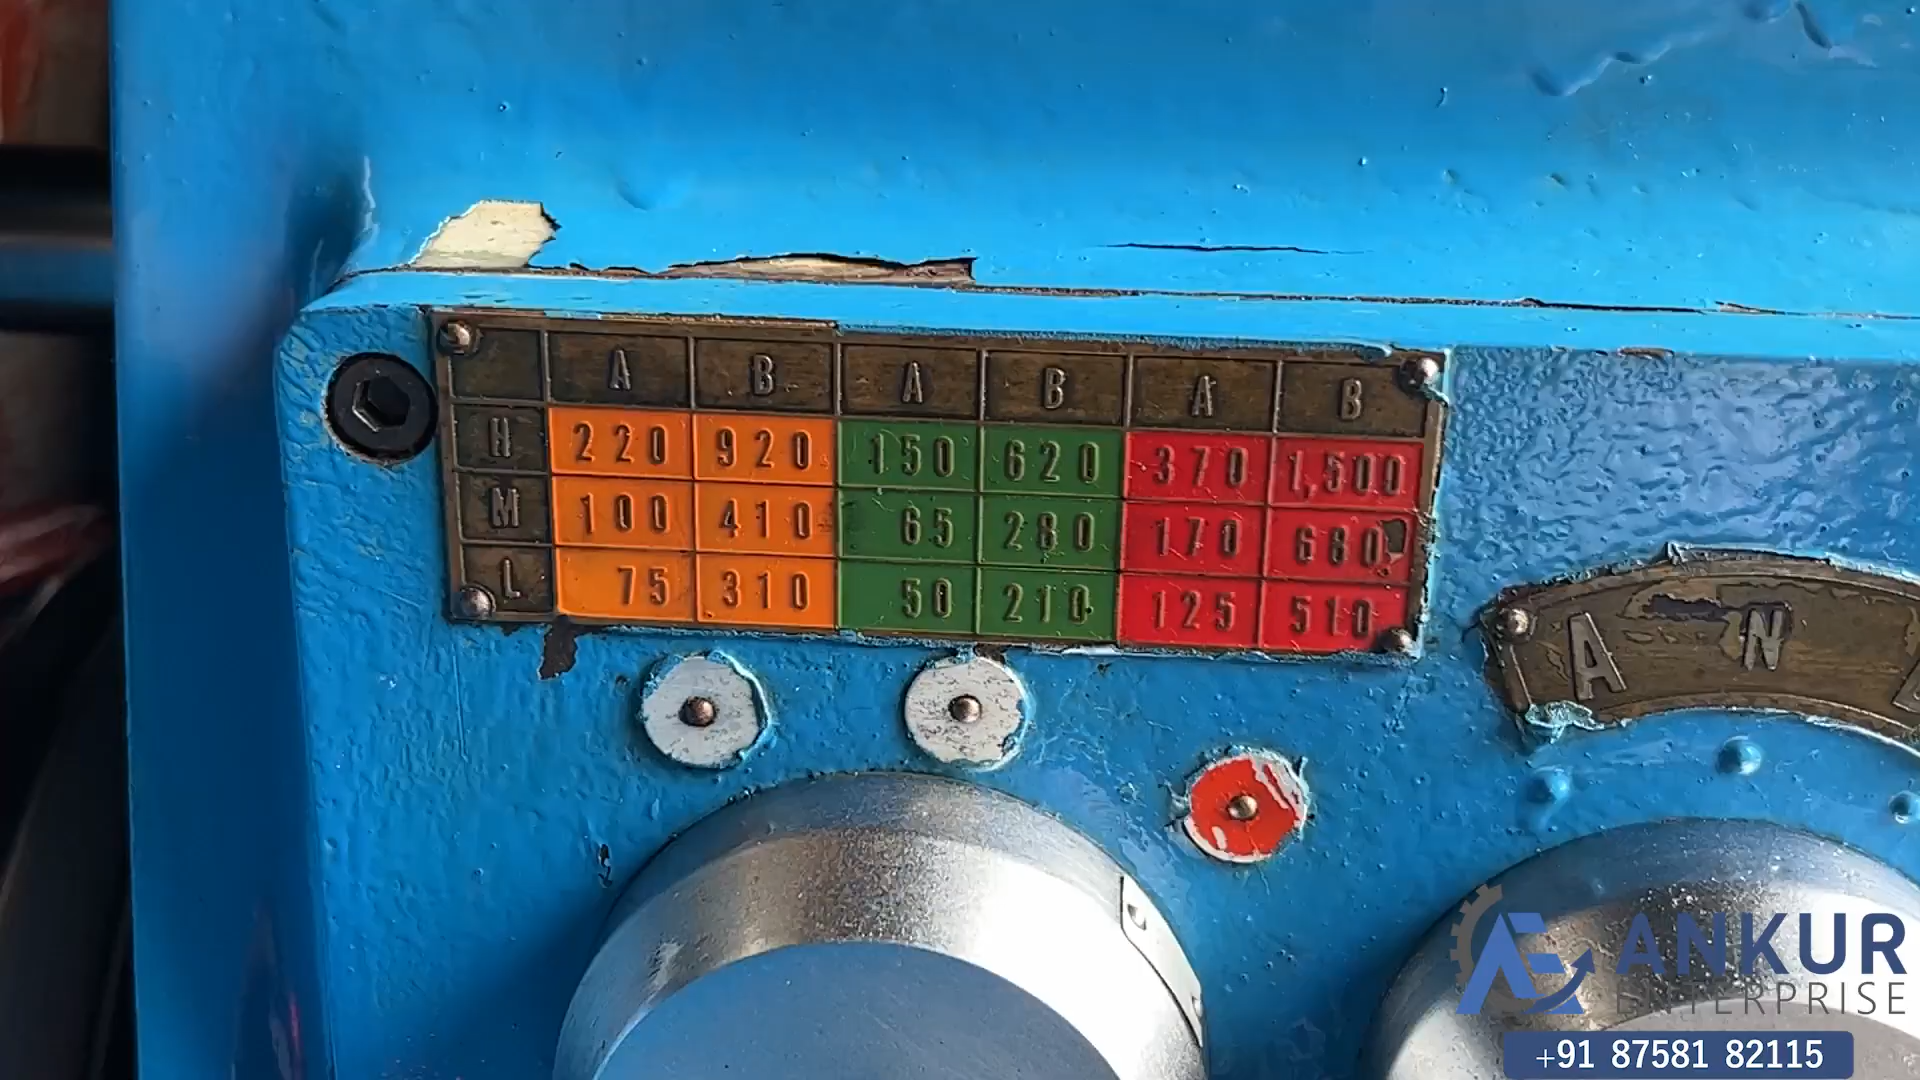 A B A B A B
H 220 920 150 620 370 1,500
M 100 410 65 280 170 680
L 75 310 50 210 125 510
A N
AE ANKUR
ENTERPRISE
+91 87581 82115